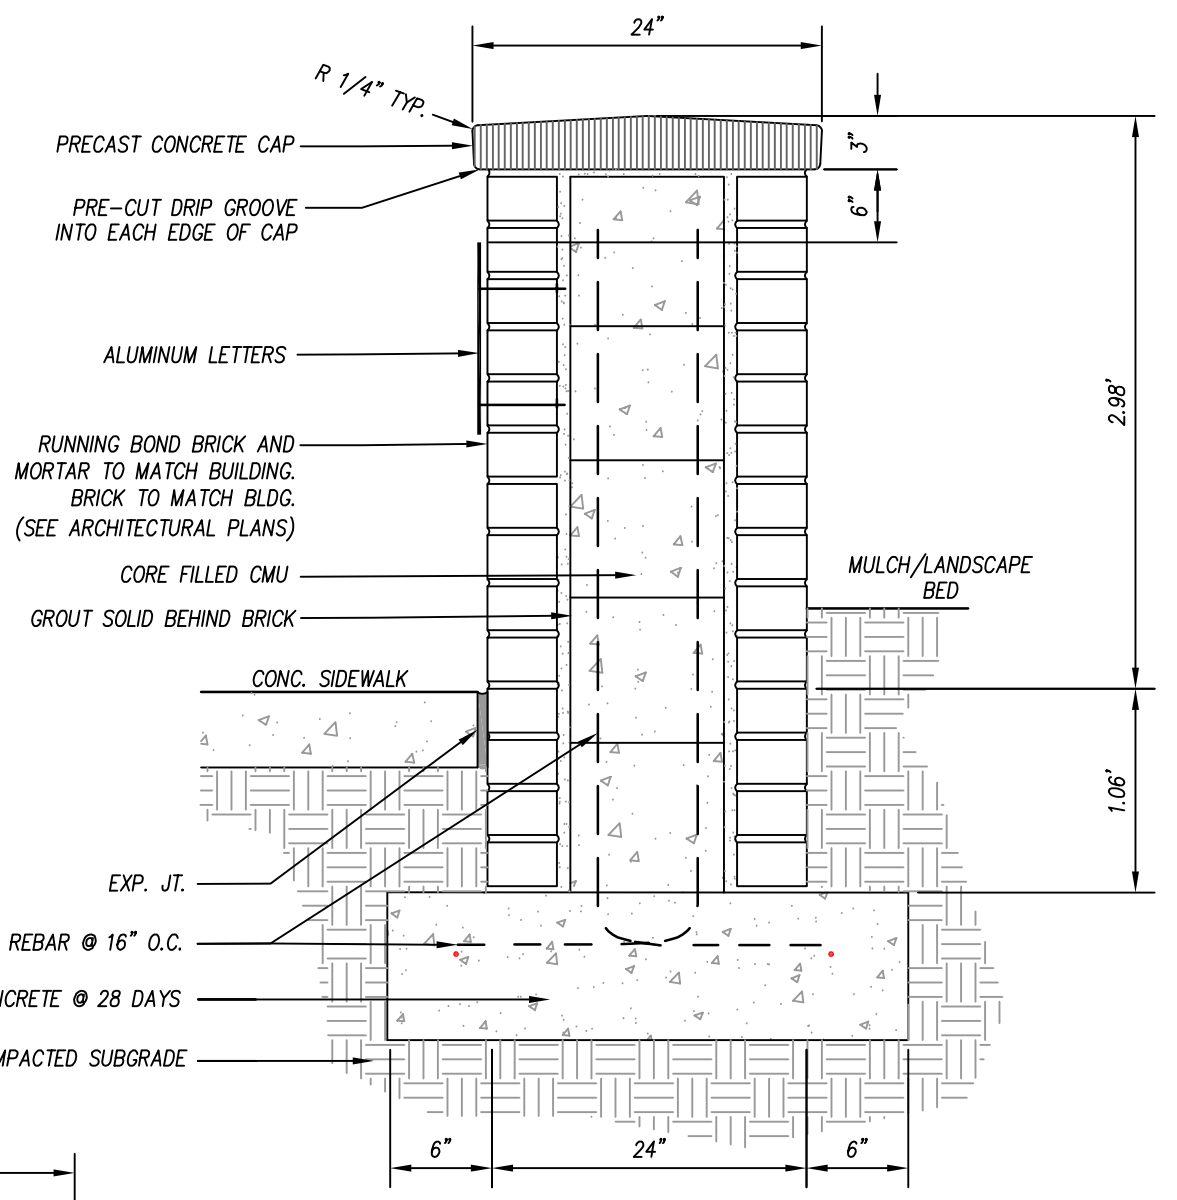 24"
R 1/4" TYP.
PRECAST CONCRETE CAP
3"
PRE-CUT DRIP GROOVE
INTO EACH EDGE OF CAP
6"
ALUMINUM LETTERS
2.98'
RUNNING BOND BRICK AND
MORTAR TO MATCH BUILDING.
BRICK TO MATCH BLDG.
(SEE ARCHITECTURAL PLANS)
CORE FILLED CMU
MULCH/LANDSCAPE
BED
GROUT SOLID BEHIND BRICK
CONC. SIDEWALK
1.06'
EXP. JT.
REBAR @ 16" O.C.
NCRETE @ 28 DAYS
MPACTED SUBGRADE
6"
24"
6"